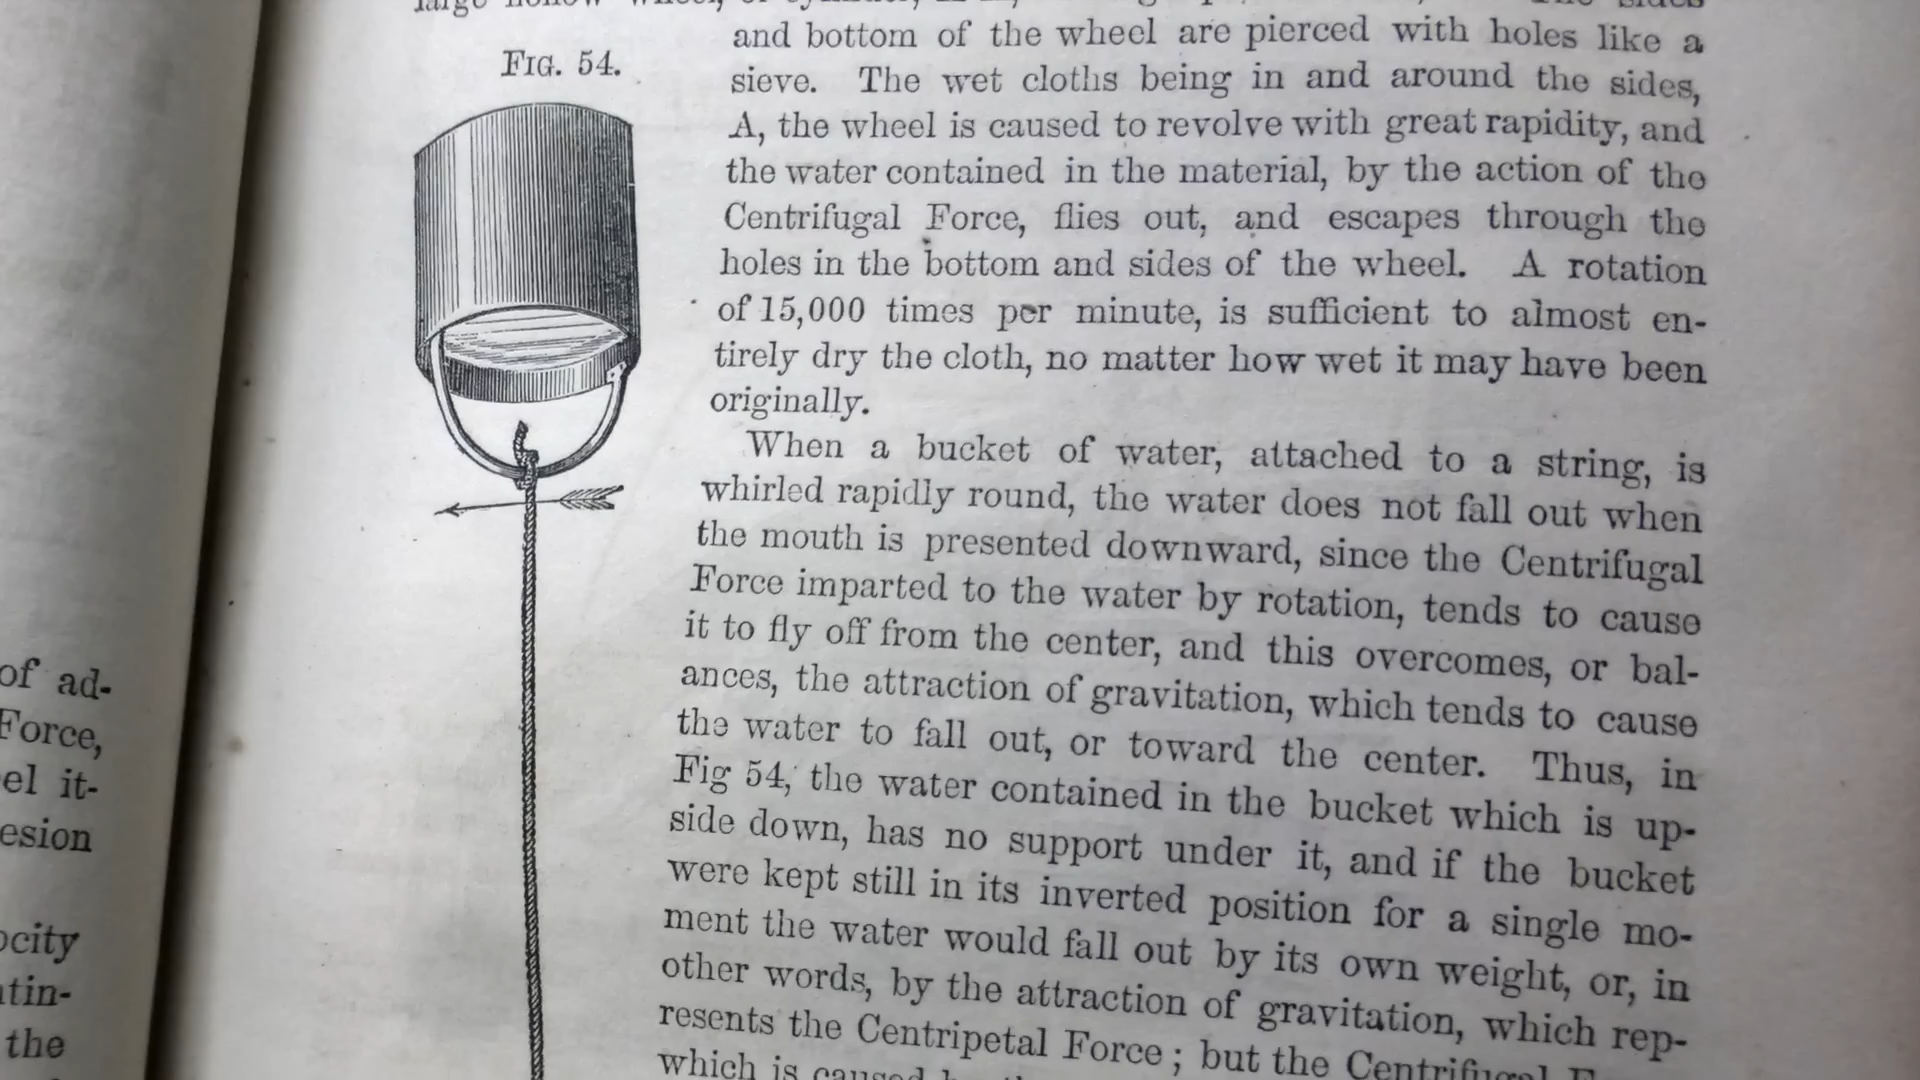 of ad-
Force,
el it-
esion
ocity
tin-
the
large hollow wheel, or cylinder,
FIG. 54.
and bottom of the wheel are pierced with holes like a
sieve. The wet cloths being in and around the sides,
A, the wheel is caused to revolve with great rapidity, and
the water contained in the material, by the action of the
Centrifugal Force, flies out, and escapes through the
holes in the bottom and sides of the wheel. A rotation
of 15,000 times per minute, is sufficient to almost en-
tirely dry the cloth, no matter how wet it may have been
originally.
When a bucket of water, attached to a string, is
whirled rapidly round, the water does not fall out when
the mouth is presented downward, since the Centrifugal
Force imparted to the water by rotation, tends to cause
it to fly off from the center, and this overcomes, or bal-
ances, the attraction of gravitation, which tends to cause
the water to fall out, or toward the center. Thus, in
Fig 54, the water contained in the bucket which is up-
side down, has no support under it, and if the bucket
were kept still in its inverted position for a single mo-
ment the water would fall out by its own weight, or, in
other words, by the attraction of gravitation, which rep-
resents the Centripetal Force; but the Centrifugal
which is caused